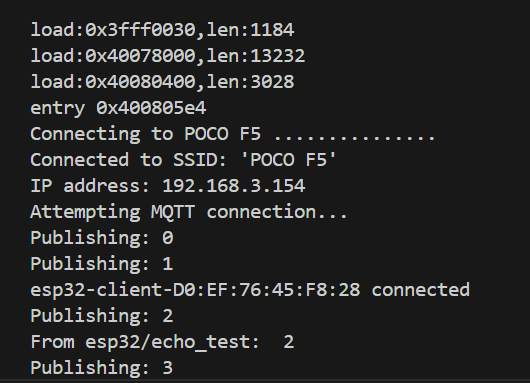 load:0x3fff0030,len:1184
load:0x40078000,len:13232
load:0x40080400,len:3028
entry 0x400805e4
Connecting to POCO F5 ...............
Connected to SSID: 'POCO F5'
IP address: 192.168.3.154
Attempting MQTT connection...
Publishing: 0
Publishing: 1
esp32-client-D0:EF:76:45:F8:28 connected
Publishing: 2
From esp32/echo_test:  2
Publishing: 3